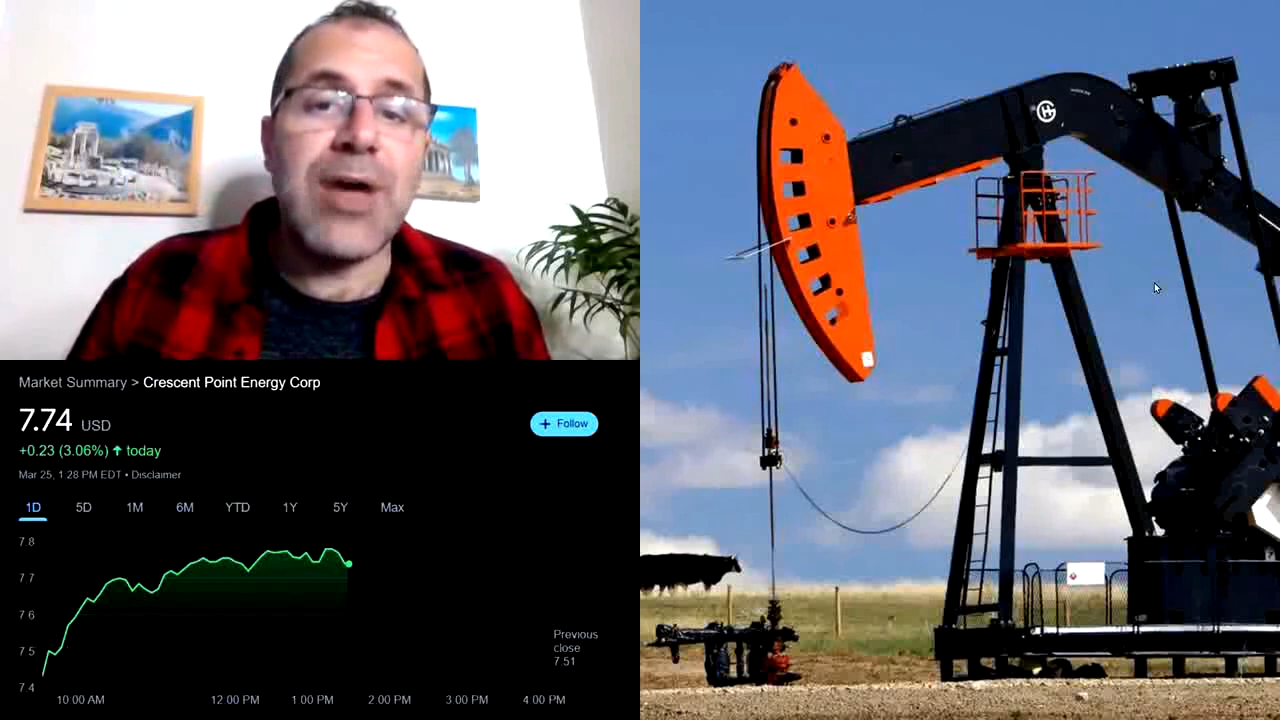 Market Summary > Crescent Point Energy Corp
7.74 USD
+ Follow
+0.23 (3.06%) ↑ today
Mar 25, 1:28 PM EDT • Disclaimer
1D 5D 1M 6M YTD 1Y 5Y Max
7.8
7.7
7.6
7.5
7.4
Previous
close
7.51
10:00 AM 12:00 PM 1:00 PM 2:00 PM 3:00 PM 4:00 PM